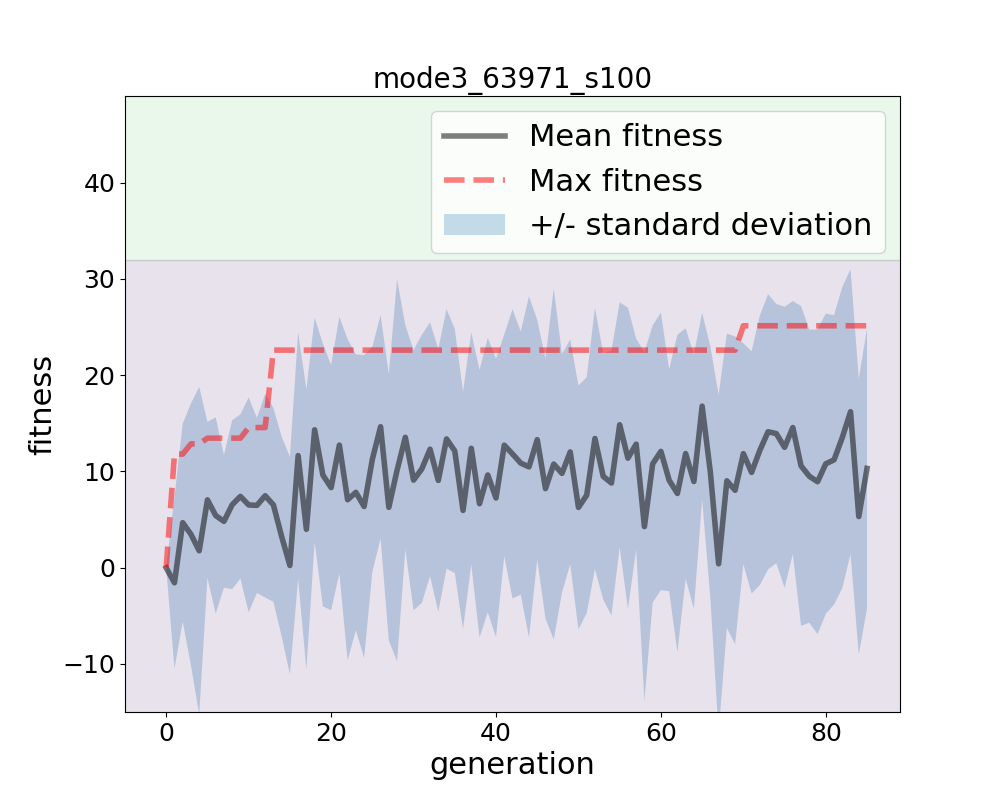 mode3_63971_s100
Mean fitness
Max fitness
+/- standard deviation
40
30
20
10
0
−10
fitness
0 20 40 60 80
generation